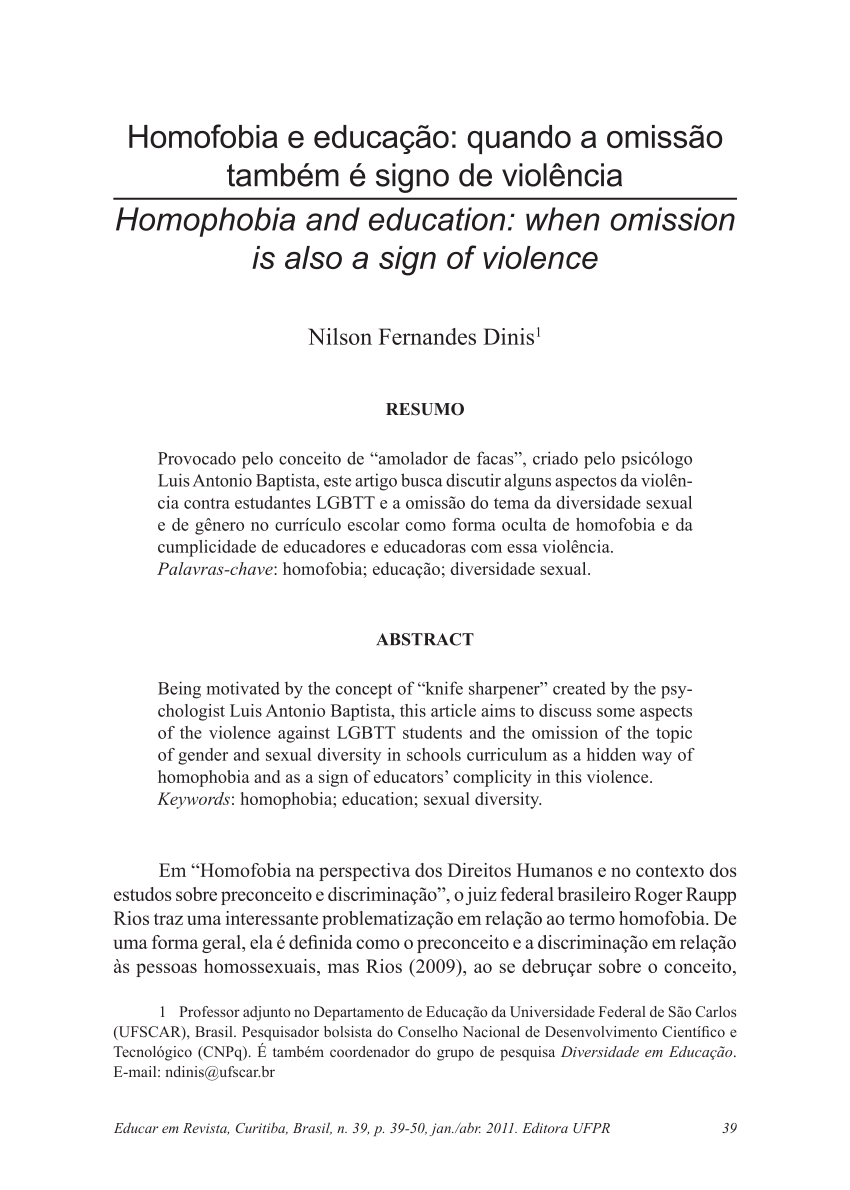 Homofobia e educação: quando a omissão
também é signo de violência
Homophobia and education: when omission
is also a sign of violence
Nilson Fernandes Dinis1
RESUMO
Provocado pelo conceito de “amolador de facas”, criado pelo psicólogo
Luis Antonio Baptista, este artigo busca discutir alguns aspectos da violên-
cia contra estudantes LGBTT e a omissão do tema da diversidade sexual
e de gênero no currículo escolar como forma oculta de homofobia e da
cumplicidade de educadores e educadoras com essa violência.
Palavras-chave: homofobia; educação; diversidade sexual.
ABSTRACT
Being motivated by the concept of “knife sharpener” created by the psy-
chologist Luis Antonio Baptista, this article aims to discuss some aspects
of the violence against LGBTT students and the omission of the topic
of gender and sexual diversity in schools curriculum as a hidden way of
homophobia and as a sign of educators’ complicity in this violence.
Keywords: homophobia; education; sexual diversity.
Em “Homofobia na perspectiva dos Direitos Humanos e no contexto dos
estudos sobre preconceito e discriminação”, o juiz federal brasileiro Roger Raupp
Rios traz uma interessante problematização em relação ao termo homofobia. De
uma forma geral, ela é definida como o preconceito e a discriminação em relação
às pessoas homossexuais, mas Rios (2009), ao se debruçar sobre o conceito,
1 Professor adjunto no Departamento de Educação da Universidade Federal de São Carlos
(UFSCAR), Brasil. Pesquisador bolsista do Conselho Nacional de Desenvolvimento Científico e
Tecnológico (CNPq). É também coordenador do grupo de pesquisa Diversidade em Educação.
E-mail: ndinis@ufscar.br
Educar em Revista, Curitiba, Brasil, n. 39, p. 39-50, jan./abr. 2011. Editora UFPR 39